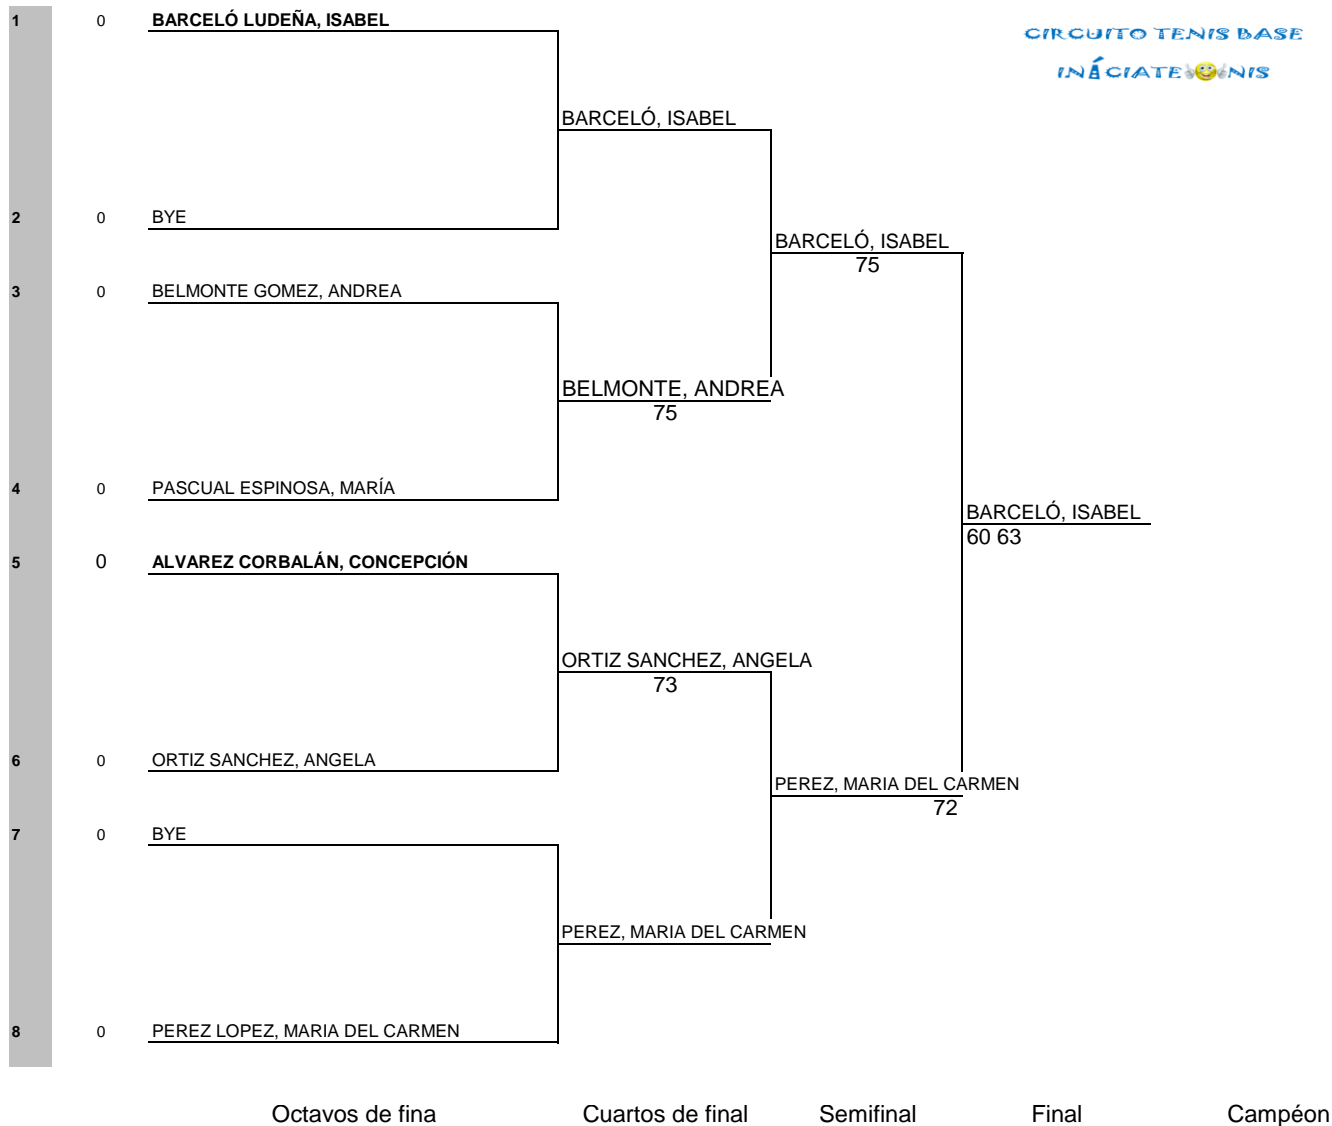 1 0 BARCELÓ LUDEÑA, ISABEL
CIRCUITO TENIS BASE
INÍCIATE NIS
BARCELÓ, ISABEL
2 0 BYE
BARCELÓ, ISABEL
75
3 0 BELMONTE GOMEZ, ANDREA
BELMONTE, ANDREA
75
4 0 PASCUAL ESPINOSA, MARÍA
BARCELÓ, ISABEL
60 63
5 0 ALVAREZ CORBALÁN, CONCEPCIÓN
ORTIZ SANCHEZ, ANGELA
73
6 0 ORTIZ SANCHEZ, ANGELA
PEREZ, MARIA DEL CARMEN
72
7 0 BYE
PEREZ, MARIA DEL CARMEN
8 0 PEREZ LOPEZ, MARIA DEL CARMEN
Octavos de fina Cuartos de final Semifinal Final Campéon